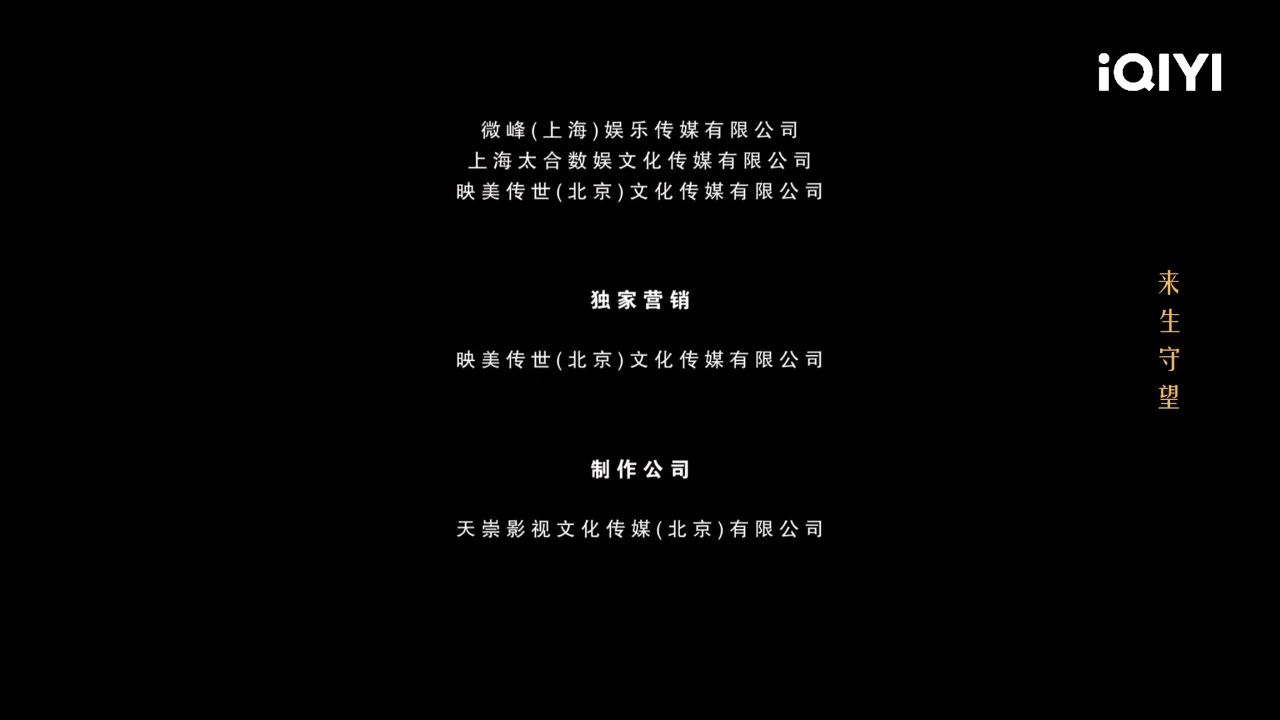 iQIYI
微峰(上海)娱乐传媒有限公司
上海太合数娱文化传媒有限公司
映美传世(北京)文化传媒有限公司
独家营销
映美传世(北京)文化传媒有限公司
制作公司
天崇影视文化传媒(北京)有限公司
来生守望